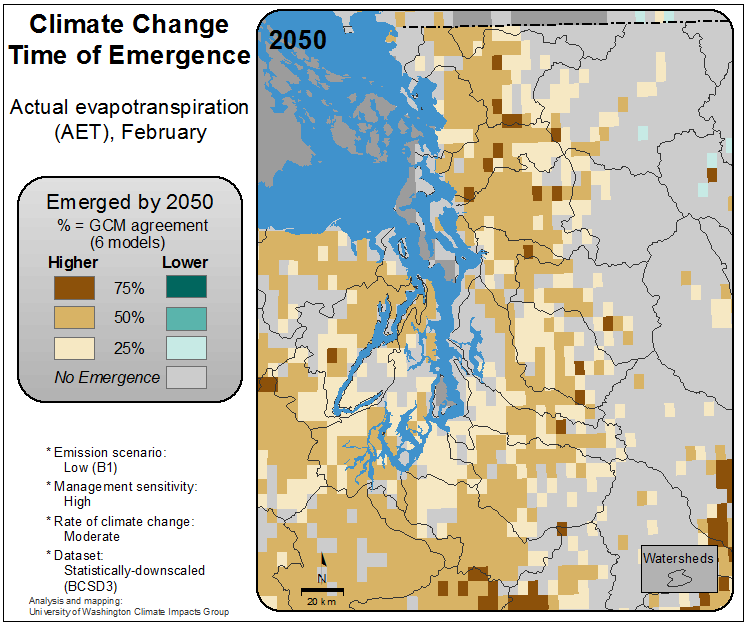 Climate Change
Time of Emergence
Actual evapotranspiration
(AET), February
Emerged by 2050
% = GCM agreement
(6 models)
Higher Lower
75%
50%
25%
No Emergence
* Emission scenario:
Low (B1)
* Management sensitivity:
High
* Rate of climate change:
Moderate
* Dataset:
Statistically-downscaled
(BCSD3)
Analysis and mapping:
University of Washington Climate Impacts Group
2050
N
20 km
Watersheds